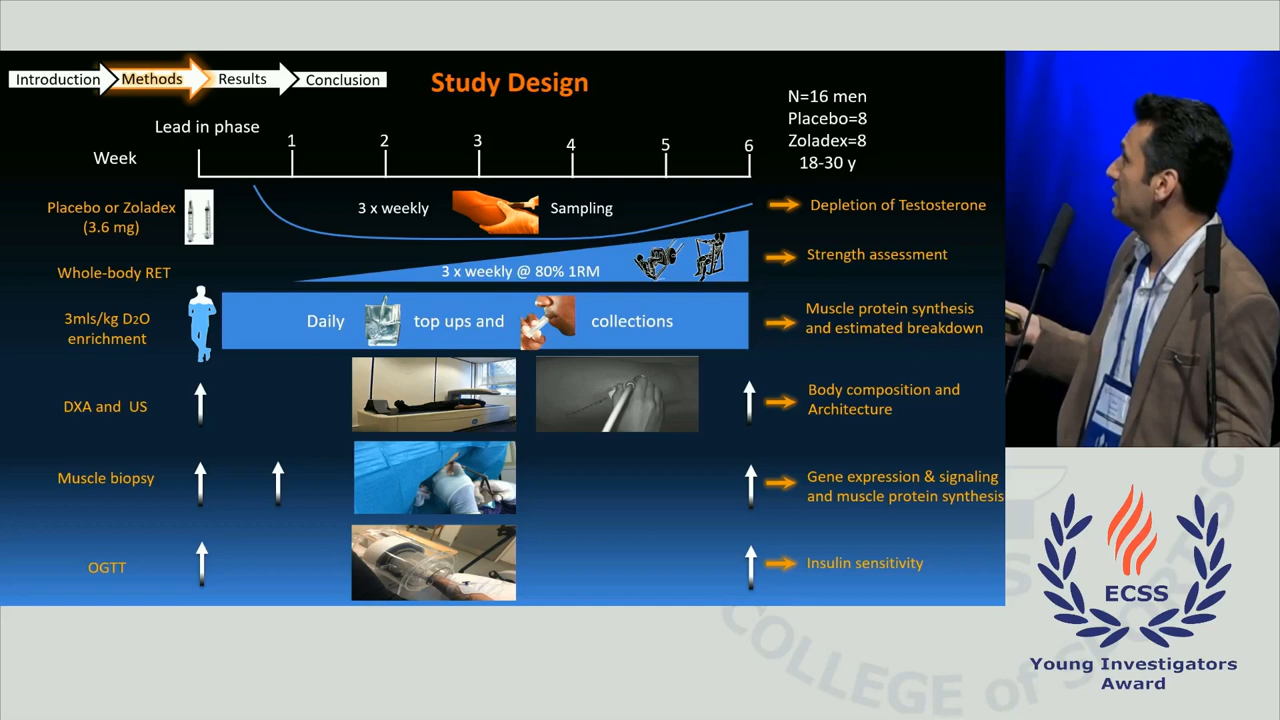 Introduction
Methods
Results
Conclusion
Study Design
N=16 men
Placebo=8
Zoladex=8
18-30 y
Lead in phase
Week
1
2
3
4
5
6
Placebo or Zoladex
(3.6 mg)
3 x weekly
Sampling
Depletion of Testosterone
Whole-body RET
3 x weekly @ 80% 1RM
Strength assessment
3mls/kg D2O
enrichment
Daily
top ups and
collections
Muscle protein synthesis
and estimated breakdown
DXA and US
Body composition and
Architecture
Muscle biopsy
Gene expression & signaling
and muscle protein synthesis
OGTT
Insulin sensitivity
ECSS
Young Investigators
Award
COLLEGE of SPORT SC